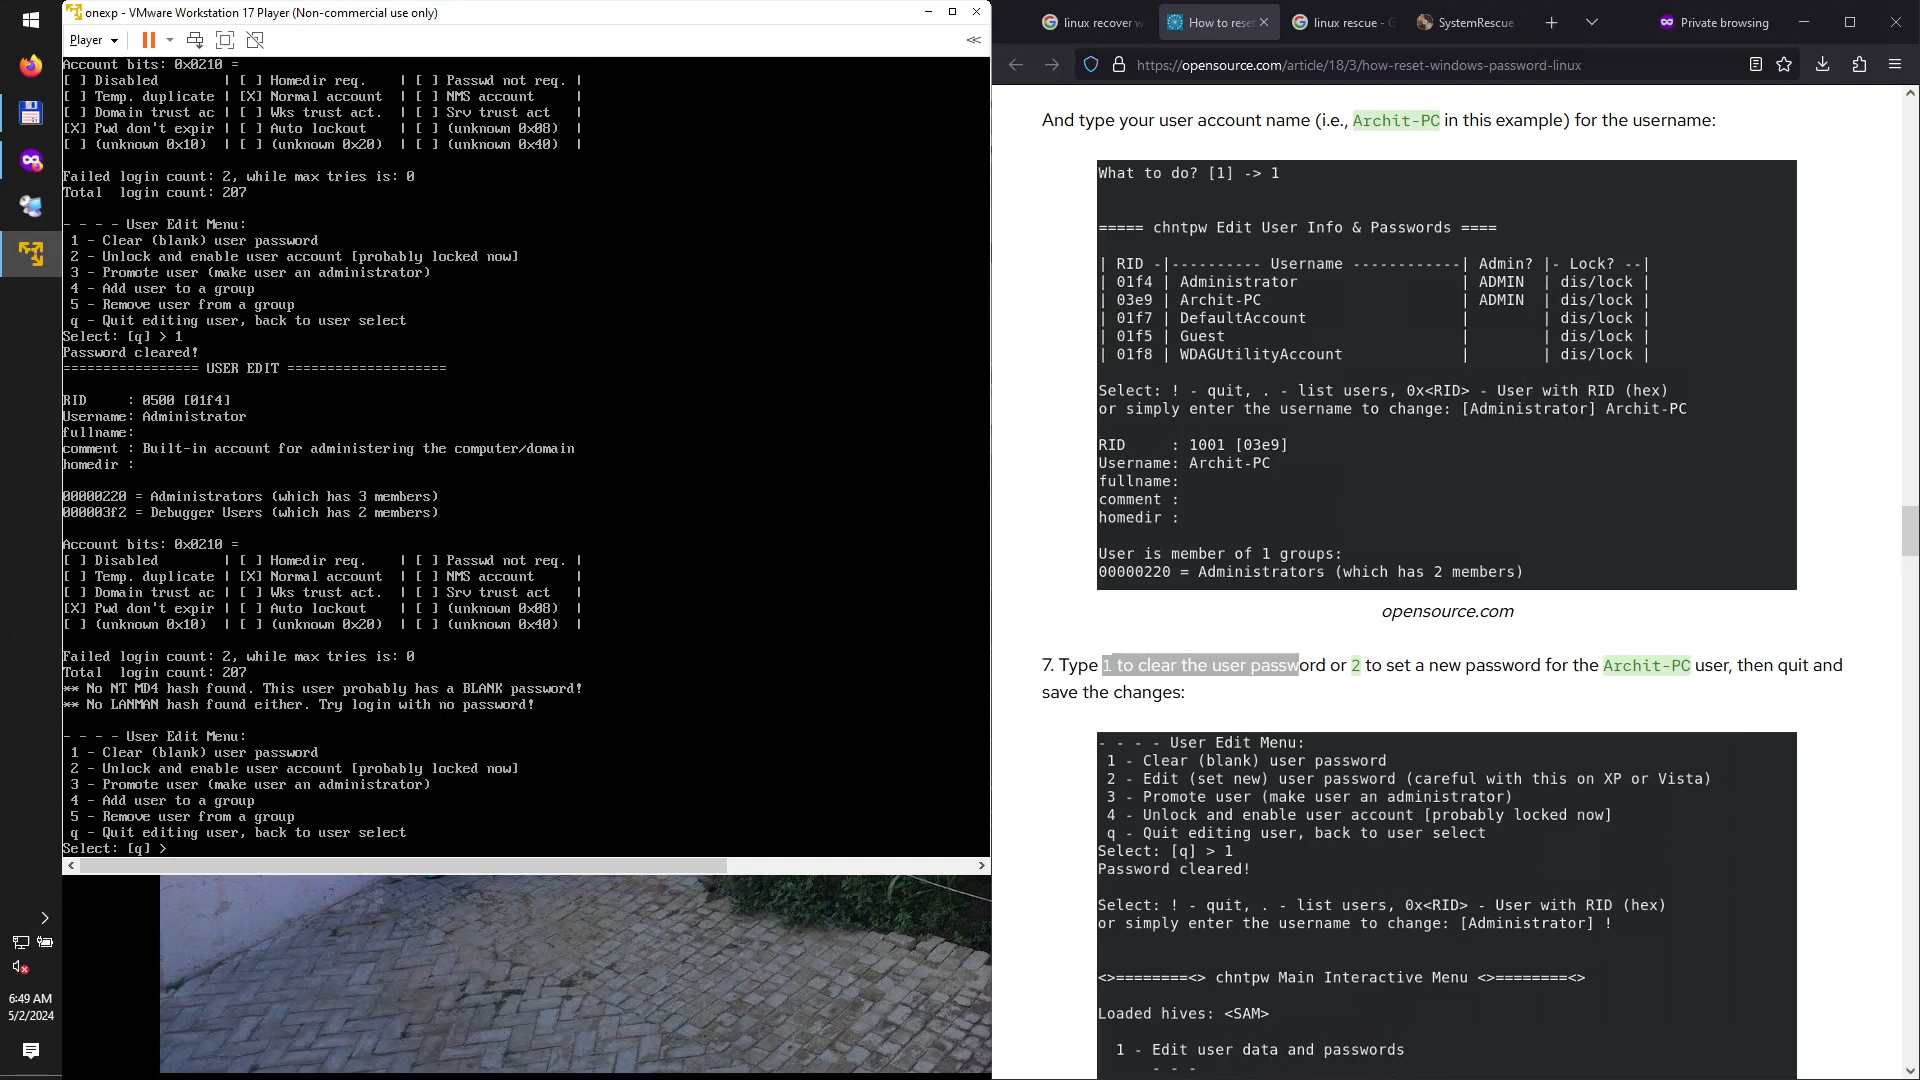 onexp - VMware Workstation 17 Player (Non-commercial use only)
Player
Account bits: 0x0210 =
[ ] Disabled        | [ ] Homedir req.    | [ ] Passwd not req. |
[ ] Temp. duplicate | [X] Normal account  | [ ] NMS account     |
[ ] Domain trust ac | [ ] Wks trust act.  | [ ] Srv trust act   |
[X] Pwd don't expir | [ ] Auto lockout    | [ ] (unknown 0x08)  |
[ ] (unknown 0x10)  | [ ] (unknown 0x20)  | [ ] (unknown 0x40)  |
Failed login count: 2, while max tries is: 0
Total  login count: 207
- - - - User Edit Menu:
1 - Clear (blank) user password
2 - Unlock and enable user account [probably locked now]
3 - Promote user (make user an administrator)
4 - Add user to a group
5 - Remove user from a group
q - Quit editing user, back to user select
Select: [q] > 1
Password cleared!
================= USER EDIT ====================
RID     : 0500 [01f4]
Username: Administrator
fullname:
comment : Built-in account for administering the computer/domain
homedir :
00000220 = Administrators (which has 3 members)
000003f2 = Debugger Users (which has 2 members)
Account bits: 0x0210 =
[ ] Disabled        | [ ] Homedir req.    | [ ] Passwd not req. |
[ ] Temp. duplicate | [X] Normal account  | [ ] NMS account     |
[ ] Domain trust ac | [ ] Wks trust act.  | [ ] Srv trust act   |
[X] Pwd don't expir | [ ] Auto lockout    | [ ] (unknown 0x08)  |
[ ] (unknown 0x10)  | [ ] (unknown 0x20)  | [ ] (unknown 0x40)  |
Failed login count: 2, while max tries is: 0
Total  login count: 207
** No NT MD4 hash found. This user probably has a BLANK password!
** No LANMAN hash found either. Try login with no password!
- - - - User Edit Menu:
1 - Clear (blank) user password
2 - Unlock and enable user account [probably locked now]
3 - Promote user (make user an administrator)
4 - Add user to a group
5 - Remove user from a group
q - Quit editing user, back to user select
Select: [q] >
6:49 AM
5/2/2024
linux recover w
How to reset
linux rescue - G
SystemRescue
Private browsing
https://opensource.com/article/18/3/how-reset-windows-password-linux
And type your user account name (i.e., Archit-PC in this example) for the username:
What to do? [1] -> 1
===== chntpw Edit User Info & Passwords ====
| RID -|---------- Username ------------| Admin? |- Lock? --|
| 01f4 | Administrator                  | ADMIN  | dis/lock |
| 03e9 | Archit-PC                      | ADMIN  | dis/lock |
| 01f7 | DefaultAccount                 |        | dis/lock |
| 01f5 | Guest                          |        | dis/lock |
| 01f8 | WDAGUtilityAccount             |        | dis/lock |
Select: ! - quit, . - list users, 0x<RID> - User with RID (hex)
or simply enter the username to change: [Administrator] Archit-PC
RID     : 1001 [03e9]
Username: Archit-PC
fullname:
comment :
homedir :
User is member of 1 groups:
00000220 = Administrators (which has 2 members)
opensource.com
7. Type 1 to clear the user password or 2 to set a new password for the Archit-PC user, then quit and
save the changes:
- - - - User Edit Menu:
1 - Clear (blank) user password
2 - Edit (set new) user password (careful with this on XP or Vista)
3 - Promote user (make user an administrator)
4 - Unlock and enable user account [probably locked now]
q - Quit editing user, back to user select
Select: [q] > 1
Password cleared!
Select: ! - quit, . - list users, 0x<RID> - User with RID (hex)
or simply enter the username to change: [Administrator] !
<>========<> chntpw Main Interactive Menu <>========<>
Loaded hives: <SAM>
1 - Edit user data and passwords
- - -